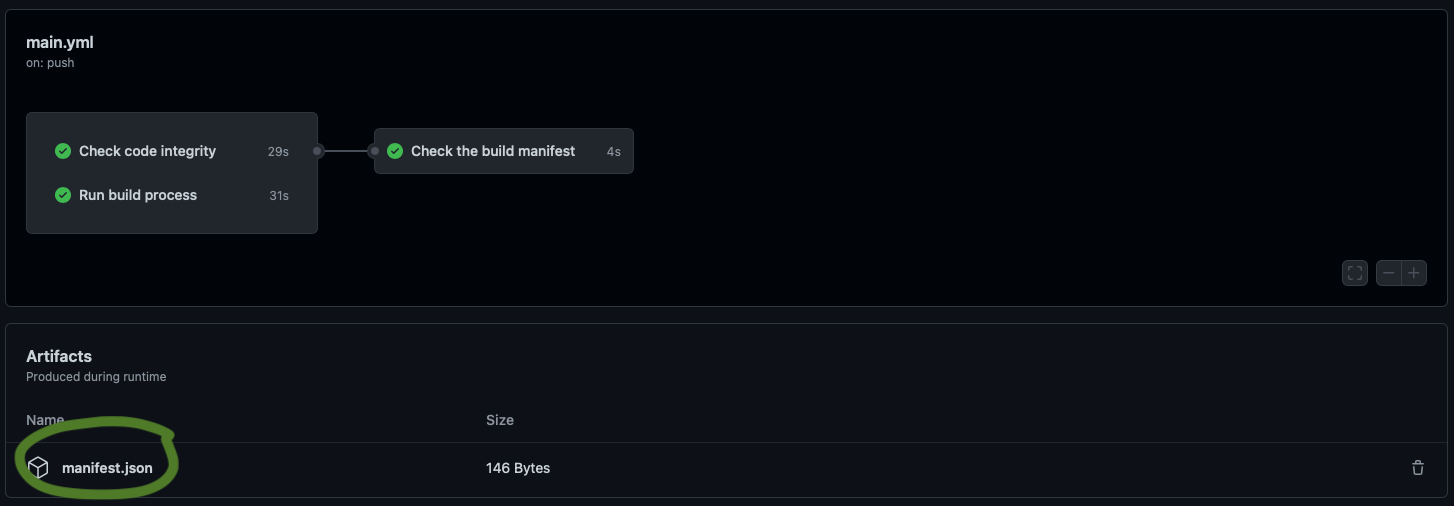 main.yml
on: push
Check code integrity 29s
Run build process 31s
Check the build manifest 4s
Artifacts
Produced during runtime
Name Size
manifest.json 146 Bytes